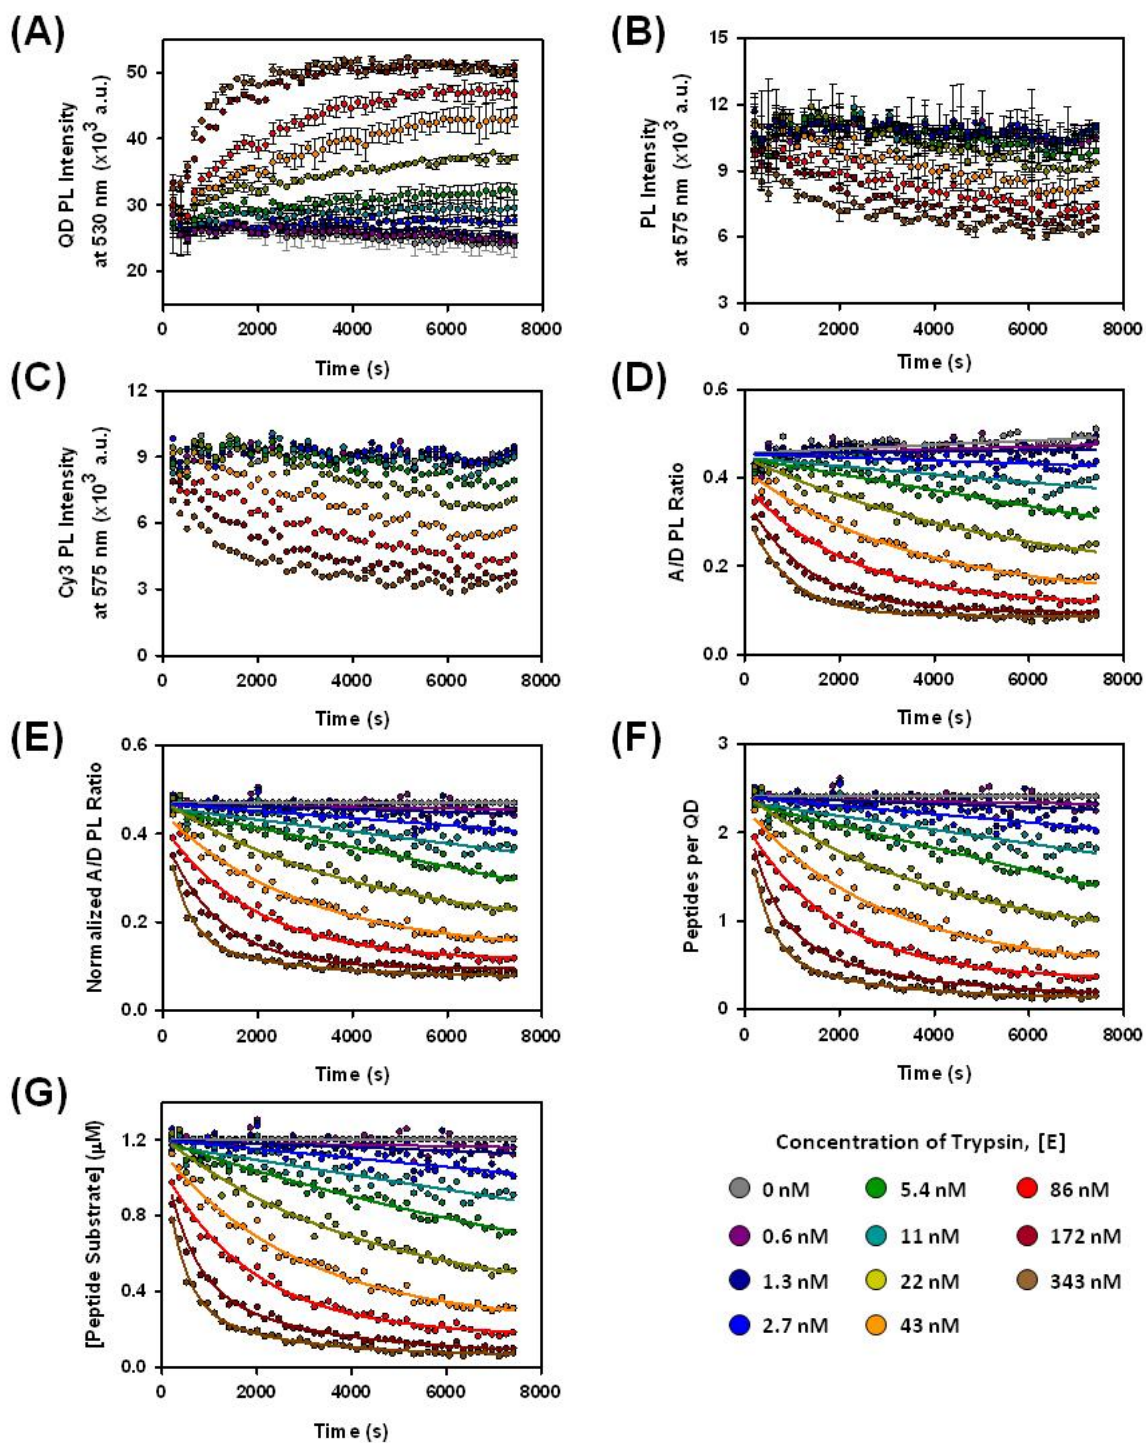 (A)
QD PL Intensity
at 530 nm (x10³ a.u.)
50
40
30
20
0
2000
4000
6000
8000
Time (s)
(B)
PL Intensity
at 575 nm (x10³ a.u.)
15
12
9
6
3
0
2000
4000
6000
8000
Time (s)
(C)
Cy3 PL Intensity
at 575 nm (x10³ a.u.)
12
9
6
3
0
0
2000
4000
6000
8000
Time (s)
(D)
A/D PL Ratio
0.6
0.4
0.2
0.0
0
2000
4000
6000
8000
Time (s)
(E)
Normalized A/D PL Ratio
0.6
0.4
0.2
0.0
0
2000
4000
6000
8000
Time (s)
(F)
Peptides per QD
3
2
1
0
0
2000
4000
6000
8000
Time (s)
(G)
[Peptide Substrate] (μM)
1.2
0.8
0.4
0.0
0
2000
4000
6000
8000
Time (s)
Concentration of Trypsin, [E]
0 nM
0.6 nM
1.3 nM
2.7 nM
5.4 nM
11 nM
22 nM
43 nM
86 nM
172 nM
343 nM